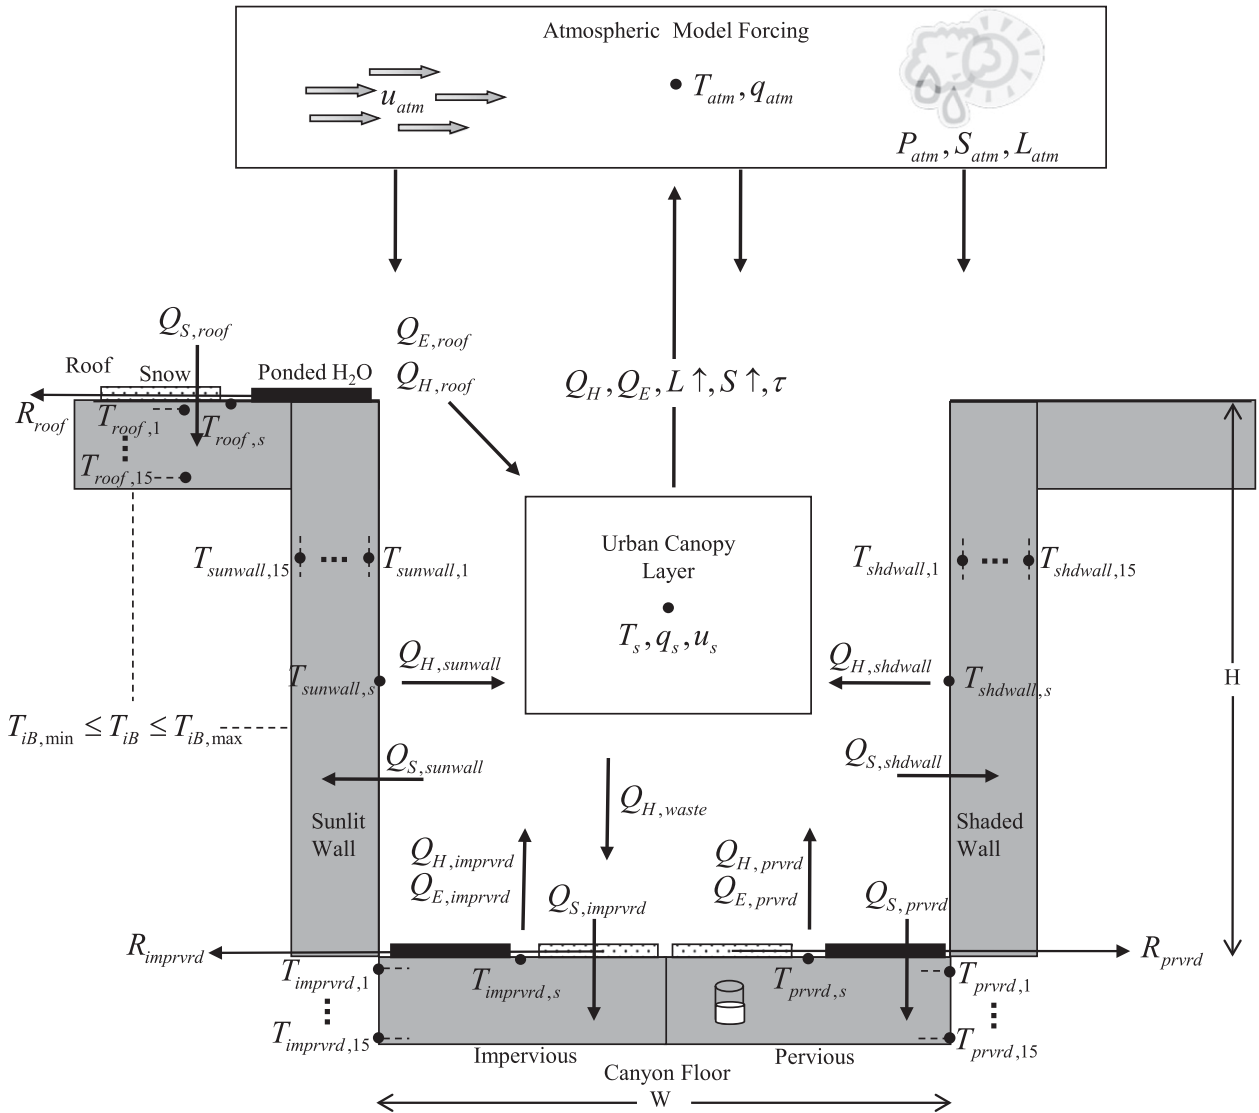 Atmospheric Model Forcing
u_atm
T_atm, q_atm
P_atm, S_atm, L_atm
Q_S,roof
Q_E,roof
Roof
Snow
Ponded H₂O
Q_H,roof
Q_H, Q_E, L↑, S↑, τ
R_roof
T_roof,1
T_roof,s
T_roof,15
Urban Canopy
Layer
T_s, q_s, u_s
T_sunwall,15
T_sunwall,1
T_shdwall,1
T_shdwall,15
Q_H,sunwall
Q_H,shdwall
T_sunwall,s
T_shdwall,s
H
T_iB,min ≤ T_iB ≤ T_iB,max
Q_S,sunwall
Q_S,shdwall
Q_H,waste
Sunlit
Wall
Shaded
Wall
Q_H,imprvrd
Q_E,imprvrd
Q_H,prvrd
Q_E,prvrd
Q_S,imprvrd
Q_S,prvrd
R_imprvrd
R_prvrd
T_imprvrd,1
T_imprvrd,s
T_prvrd,s
T_prvrd,1
T_imprvrd,15
T_prvrd,15
Impervious
Pervious
Canyon Floor
W